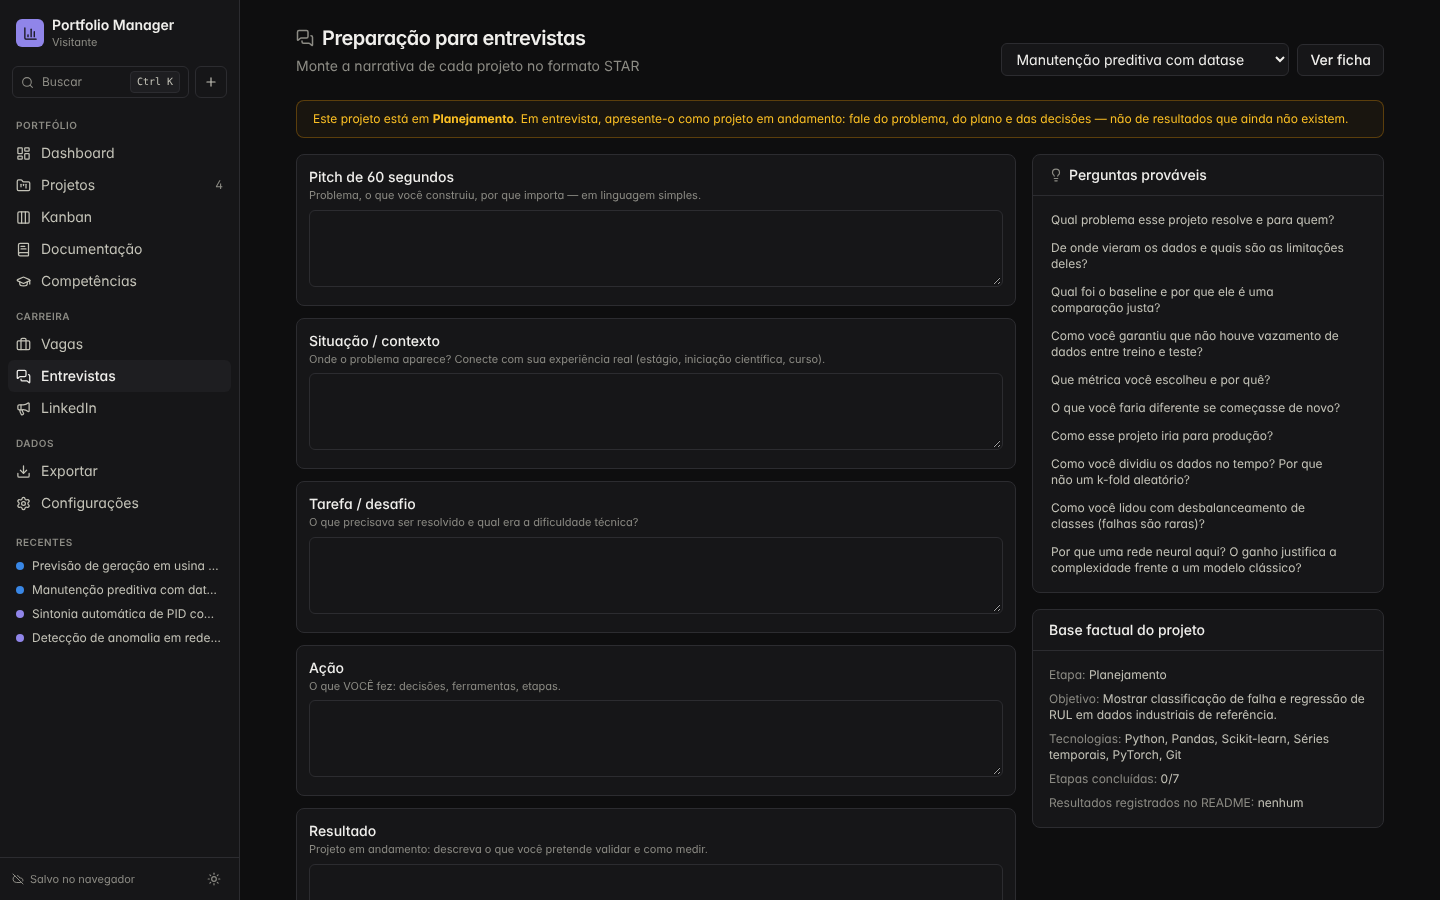 Portfolio Manager
Visitante
Buscar
Ctrl K
PORTFÓLIO
Dashboard
Projetos
4
Kanban
Documentação
Competências
CARREIRA
Vagas
Entrevistas
LinkedIn
DADOS
Exportar
Configurações
RECENTES
Previsão de geração em usina ...
Manutenção preditiva com dat...
Sintonia automática de PID co...
Detecção de anomalia em rede...
Salvo no navegador
Preparação para entrevistas
Monte a narrativa de cada projeto no formato STAR
Manutenção preditiva com datase
Ver ficha
Este projeto está em Planejamento. Em entrevista, apresente-o como projeto em andamento: fale do problema, do plano e das decisões — não de resultados que ainda não existem.
Pitch de 60 segundos
Problema, o que você construiu, por que importa — em linguagem simples.
Situação / contexto
Onde o problema aparece? Conecte com sua experiência real (estágio, iniciação científica, curso).
Tarefa / desafio
O que precisava ser resolvido e qual era a dificuldade técnica?
Ação
O que VOCÊ fez: decisões, ferramentas, etapas.
Resultado
Projeto em andamento: descreva o que você pretende validar e como medir.
Perguntas prováveis
Qual problema esse projeto resolve e para quem?
De onde vieram os dados e quais são as limitações
deles?
Qual foi o baseline e por que ele é uma
comparação justa?
Como você garantiu que não houve vazamento de
dados entre treino e teste?
Que métrica você escolheu e por quê?
O que você faria diferente se começasse de novo?
Como esse projeto iria para produção?
Como você dividiu os dados no tempo? Por que
não um k-fold aleatório?
Como você lidou com desbalanceamento de
classes (falhas são raras)?
Por que uma rede neural aqui? O ganho justifica a
complexidade frente a um modelo clássico?
Base factual do projeto
Etapa: Planejamento
Objetivo: Mostrar classificação de falha e regressão de
RUL em dados industriais de referência.
Tecnologias: Python, Pandas, Scikit-learn, Séries
temporais, PyTorch, Git
Etapas concluídas: 0/7
Resultados registrados no README: nenhum